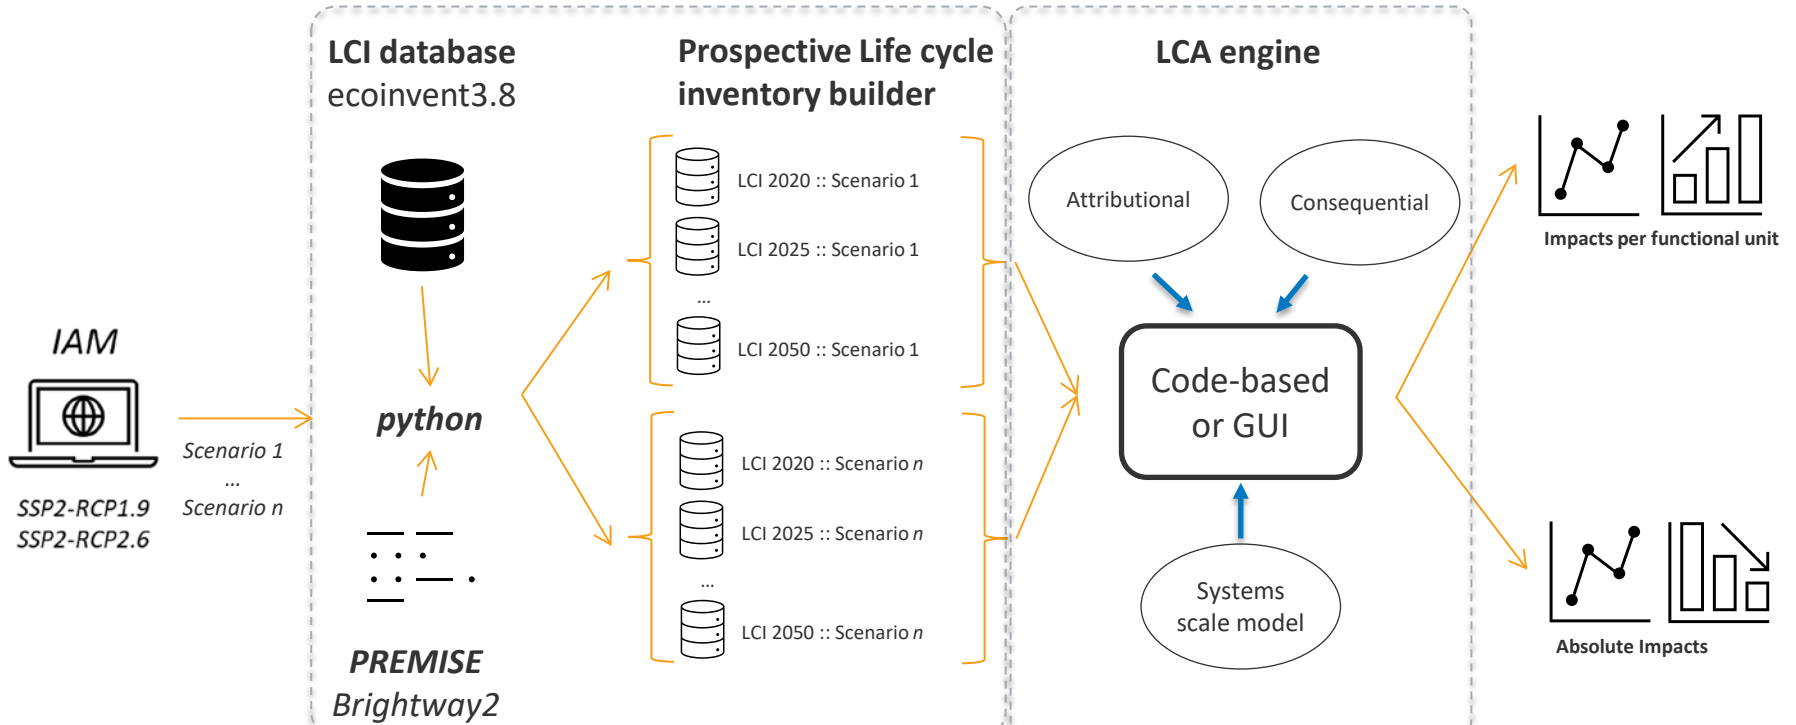 IAM
SSP2-RCP1.9
SSP2-RCP2.6
Scenario 1
...
Scenario n
LCI database
ecoinvent3.8
python
PREMISE
Brightway2
Prospective Life cycle
inventory builder
LCI 2020 :: Scenario 1
LCI 2025 :: Scenario 1
...
LCI 2050 :: Scenario 1
LCI 2020 :: Scenario n
LCI 2025 :: Scenario n
...
LCI 2050 :: Scenario n
LCA engine
Attributional
Consequential
Code-based
or GUI
Systems
scale model
Impacts per functional unit
Absolute Impacts